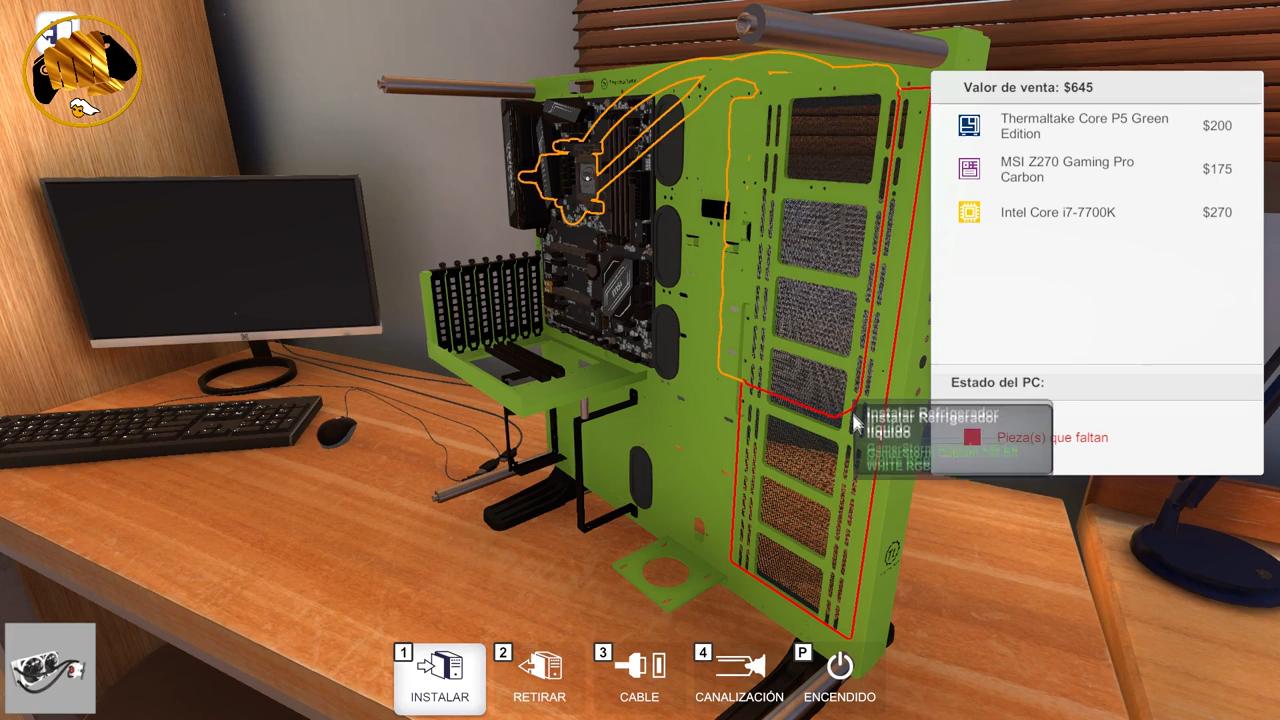 Valor de venta: $645
Thermaltake Core P5 Green
Edition
$200
MSI Z270 Gaming Pro
Carbon
$175
Intel Core i7-7700K
$270
Estado del PC:
Pieza(s) que faltan
Instalar Refrigerador
líquido
WHITE RGB
1
INSTALAR
2
RETIRAR
3
CABLE
4
CANALIZACIÓN
P
ENCENDIDO